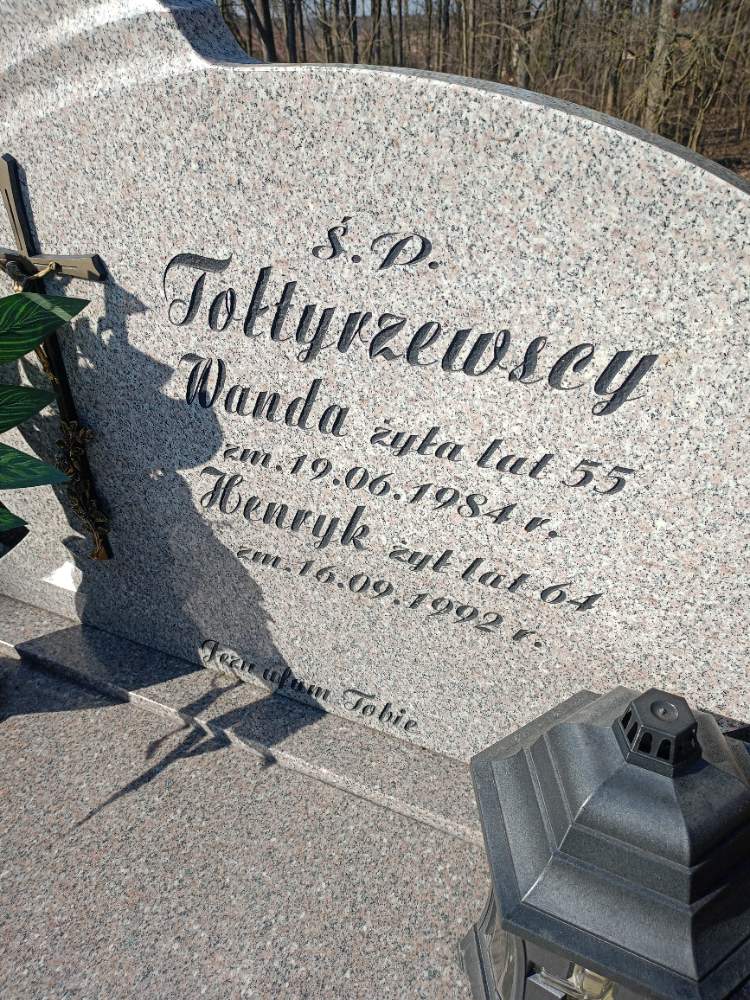 Ś.P.
Tołtyrzewscy
Wanda żyła lat 55
zm.19.06.1984 r.
Henryk żył lat 64
zm.16.09.1992 r.
Jezu ufam Tobie